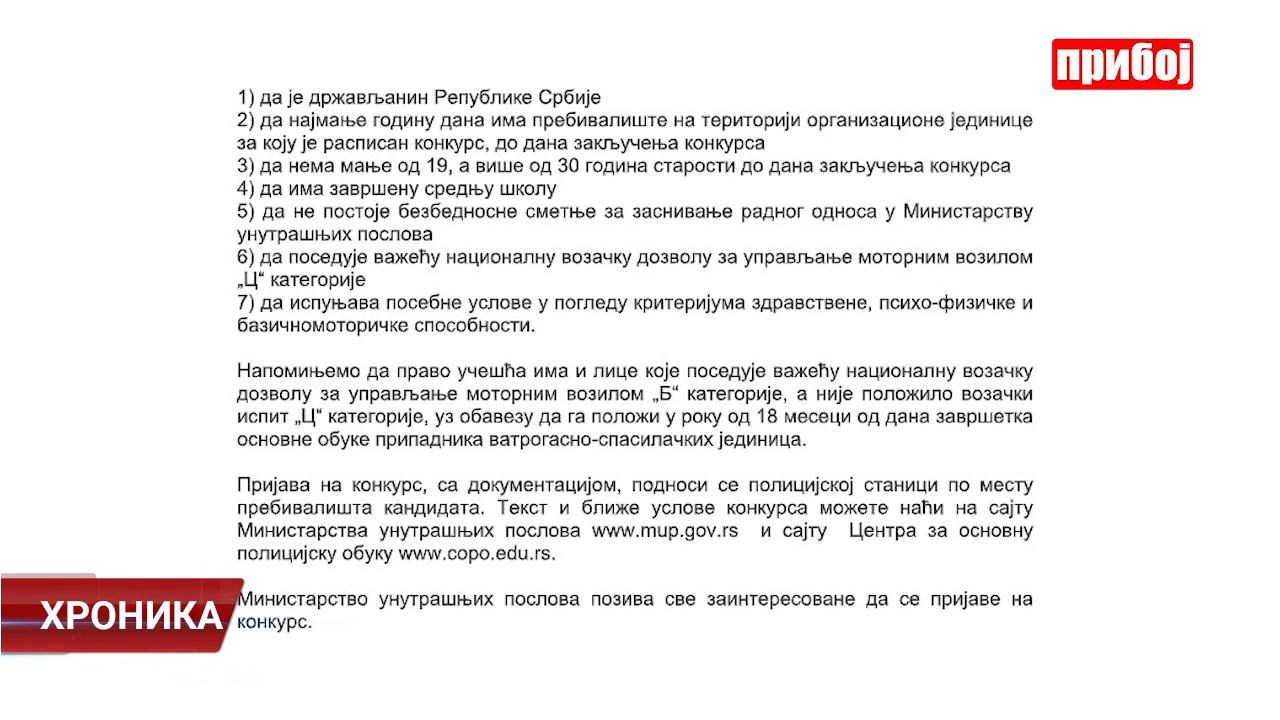 прибој
1) да је држављанин Републике Србије
2) да најмање годину дана има пребивалиште на територији организационе јединице
за коју је расписан конкурс, до дана закључења конкурса
3) да нема мање од 19, а више од 30 година старости до дана закључења конкурса
4) да има завршену средњу школу
5) да не постоје безбедносне сметње за заснивање радног односа у Министарству
унутрашњих послова
6) да поседује важећу националну возачку дозволу за управљање моторним возилом
„Ц“ категорије
7) да испуњава посебне услове у погледу критеријума здравствене, психо-физичке и
базичномоторичке способности.
Напомињемо да право учешћа има и лице које поседује важећу националну возачку
дозволу за управљање моторним возилом „Б“ категорије, а није положило возачки
испит „Ц“ категорије, уз обавезу да га положи у року од 18 месеци од дана завршетка
основне обуке припадника ватрогасно-спасилачких јединица.
Пријава на конкурс, са документацијом, подноси се полицијској станици по месту
пребивалишта кандидата. Текст и ближе услове конкурса можете наћи на сајту
Министарства унутрашњих послова www.mup.gov.rs и сајту Центра за основну
полицијску обуку www.copo.edu.rs.
Министарство унутрашњих послова позива све заинтересоване да се пријаве на
конкурс.
ХРОНИКА